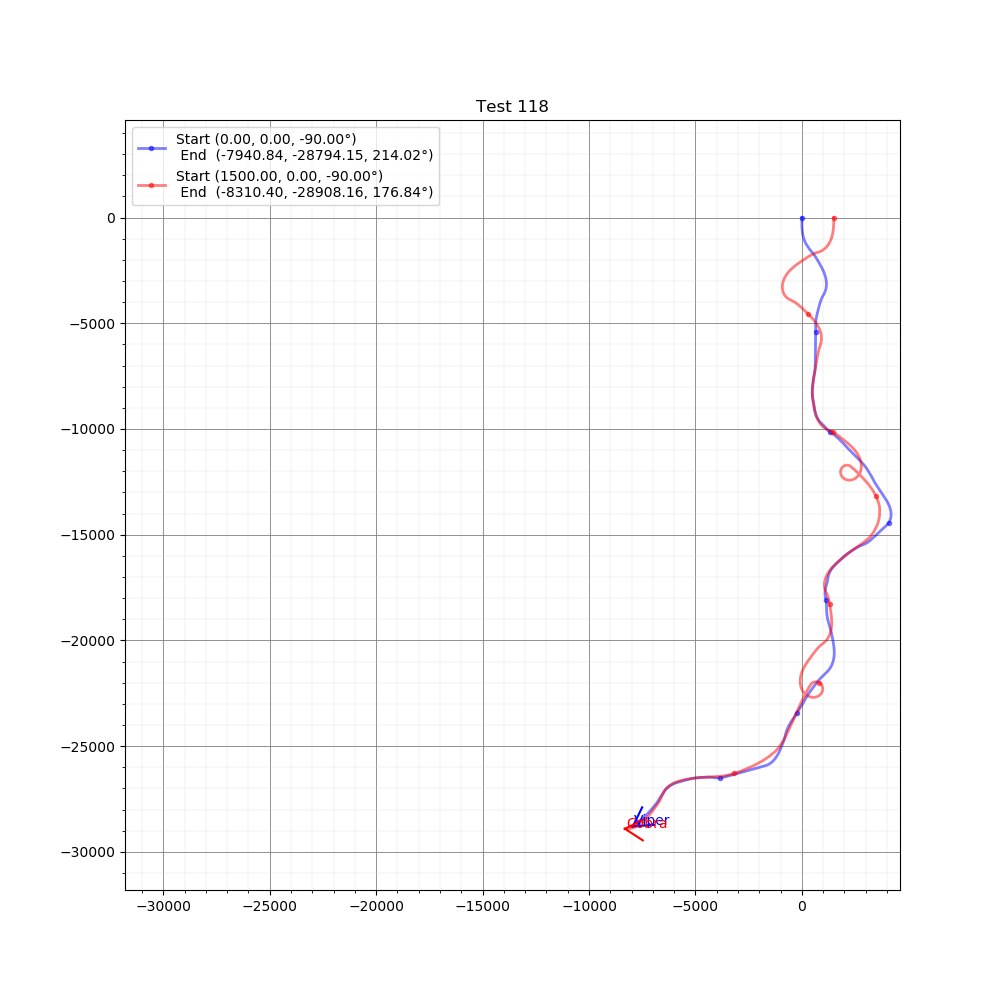 Test 118
Start (0.00, 0.00, -90.00°)
End  (-7940.84, -28794.15, 214.02°)
Start (1500.00, 0.00, -90.00°)
End  (-8310.40, -28908.16, 176.84°)
0
−5000
−10000
−15000
−20000
−25000
−30000
Viper
Cobra
−30000 −25000 −20000 −15000 −10000 −5000 0